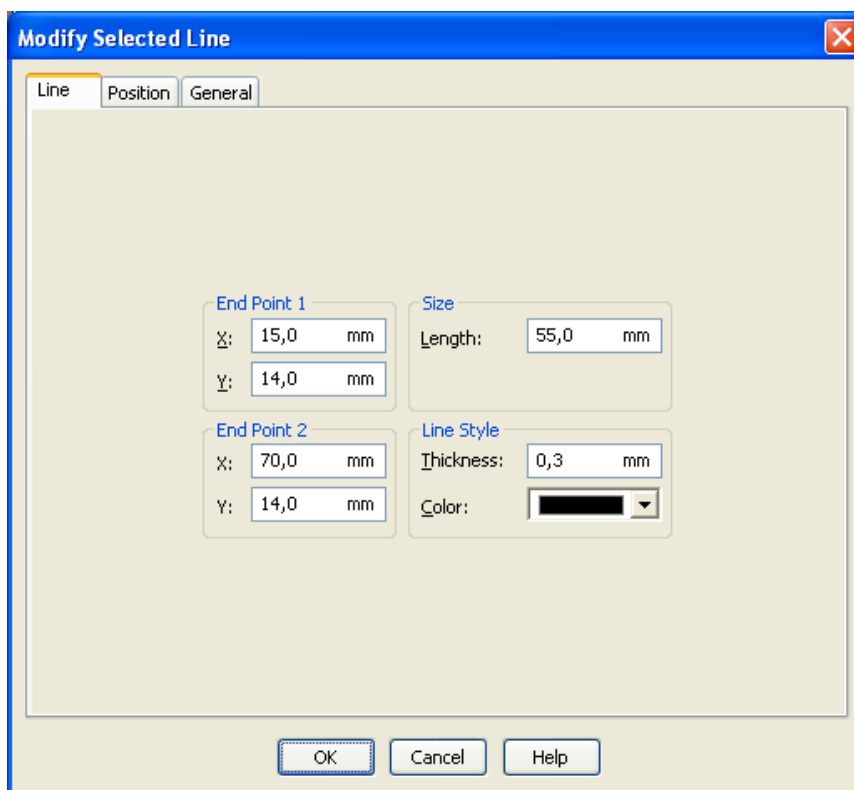 Modify Selected Line
Line Position General
End Point 1
X: 15,0 mm
Y: 14,0 mm
Size
Length: 55,0 mm
End Point 2
X: 70,0 mm
Y: 14,0 mm
Line Style
Thickness: 0,3 mm
Color:
OK Cancel Help